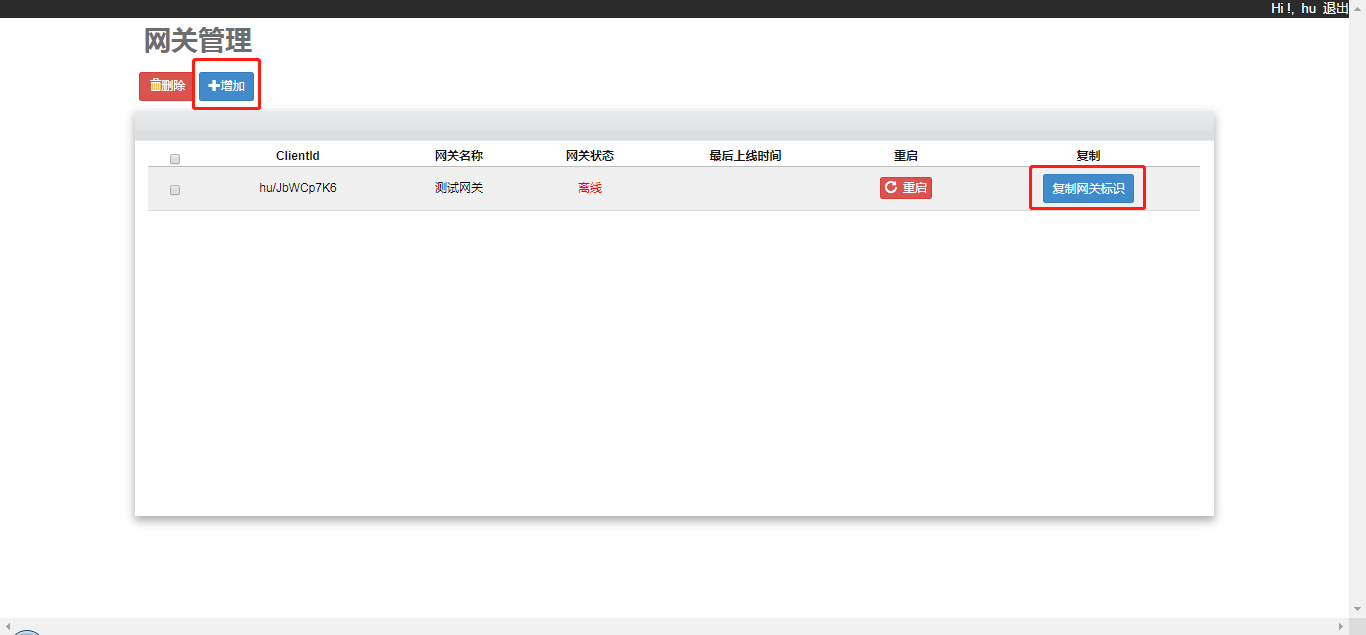 Hi !, hu 退出
网关管理
删除 增加
ClientId 网关名称 网关状态 最后上线时间 重启 复制
hu/JbWCp7K6 测试网关 离线 重启 复制网关标识